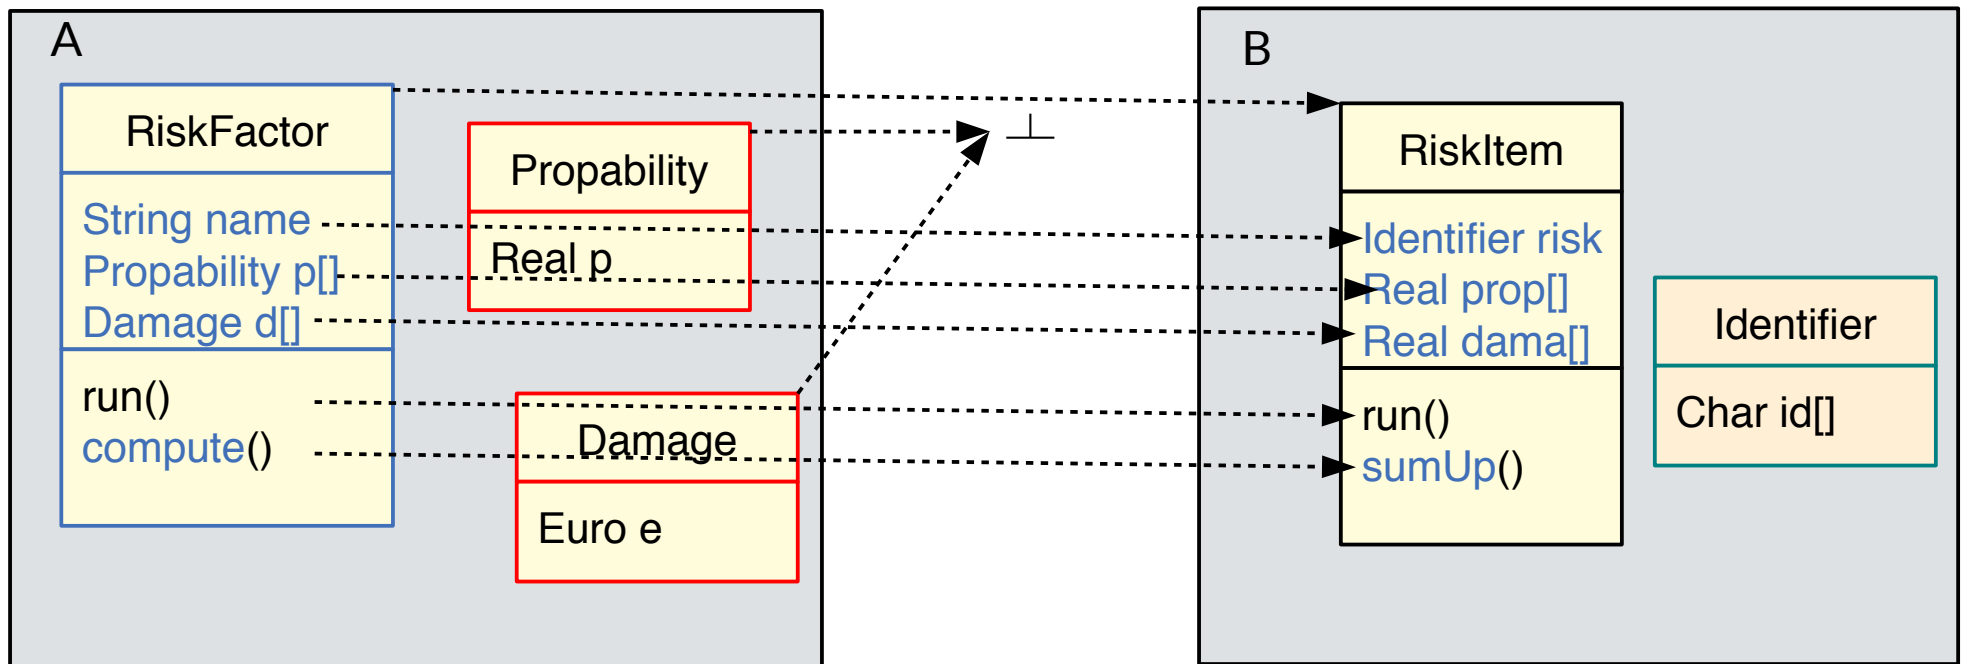 A
RiskFactor
String name
Propability p[]
Damage d[]
run()
compute()
Propability
Real p
Damage
Euro e
⊥
B
RiskItem
Identifier risk
Real prop[]
Real dama[]
run()
sumUp()
Identifier
Char id[]